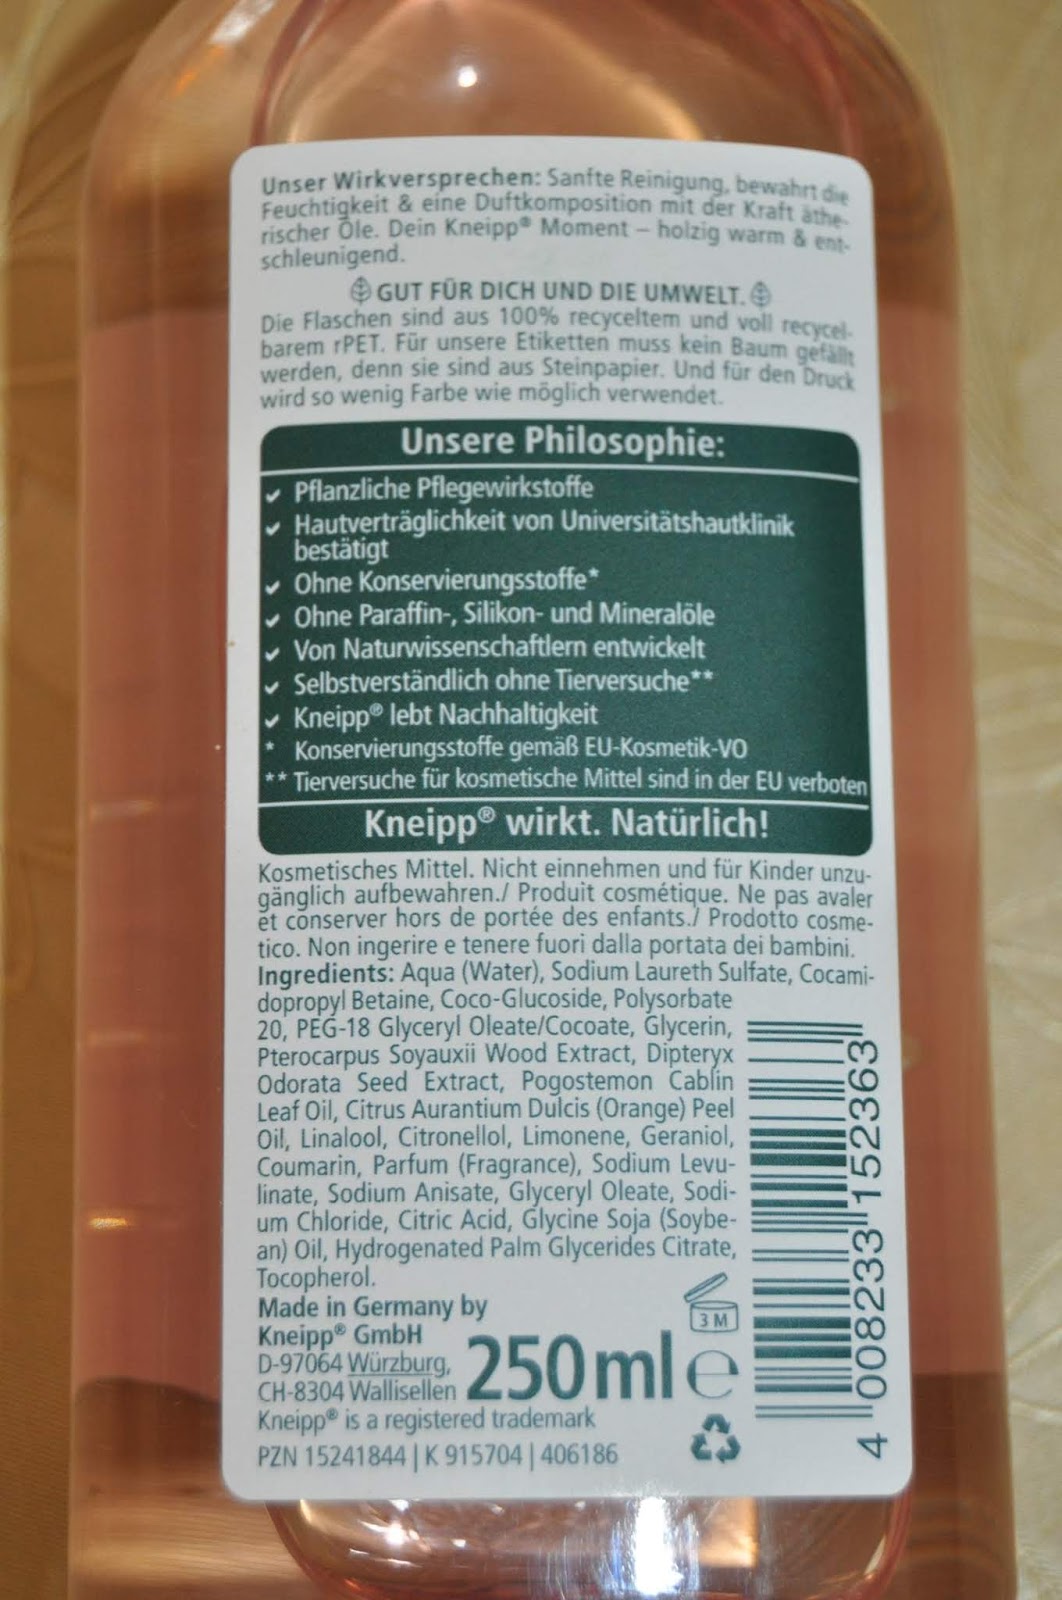 Unser Wirkversprechen: Sanfte Reinigung, bewahrt die
Feuchtigkeit & eine Duftkomposition mit der Kraft äthe-
rischer Öle. Dein Kneipp® Moment – holzig warm & ent-
schleunigend.
GUT FÜR DICH UND DIE UMWELT.
Die Flaschen sind aus 100% recyceltem und voll recycel-
barem rPET. Für unsere Etiketten muss kein Baum gefällt
werden, denn sie sind aus Steinpapier. Und für den Druck
wird so wenig Farbe wie möglich verwendet.
Unsere Philosophie:
✓ Pflanzliche Pflegewirkstoffe
✓ Hautverträglichkeit von Universitätshautklinik
bestätigt
✓ Ohne Konservierungsstoffe*
✓ Ohne Paraffin-, Silikon- und Mineralöle
✓ Von Naturwissenschaftlern entwickelt
✓ Selbstverständlich ohne Tierversuche**
✓ Kneipp® lebt Nachhaltigkeit
* Konservierungsstoffe gemäß EU-Kosmetik-VO
** Tierversuche für kosmetische Mittel sind in der EU verboten
Kneipp® wirkt. Natürlich!
Kosmetisches Mittel. Nicht einnehmen und für Kinder unzu-
gänglich aufbewahren./ Produit cosmétique. Ne pas avaler
et conserver hors de portée des enfants./ Prodotto cosme-
tico. Non ingerire e tenere fuori dalla portata dei bambini.
Ingredients: Aqua (Water), Sodium Laureth Sulfate, Cocami-
dopropyl Betaine, Coco-Glucoside, Polysorbate
20, PEG-18 Glyceryl Oleate/Cocoate, Glycerin,
Pterocarpus Soyauxii Wood Extract, Dipteryx
Odorata Seed Extract, Pogostemon Cablin
Leaf Oil, Citrus Aurantium Dulcis (Orange) Peel
Oil, Linalool, Citronellol, Limonene, Geraniol,
Coumarin, Parfum (Fragrance), Sodium Levu-
linate, Sodium Anisate, Glyceryl Oleate, Sodi-
um Chloride, Citric Acid, Glycine Soja (Soybe-
an) Oil, Hydrogenated Palm Glycerides Citrate,
Tocopherol.
Made in Germany by
Kneipp® GmbH
D-97064 Würzburg,
CH-8304 Wallisellen
250 ml e
3 M
Kneipp® is a registered trademark
PZN 15241844 | K 915704 | 406186
4 008233 152363